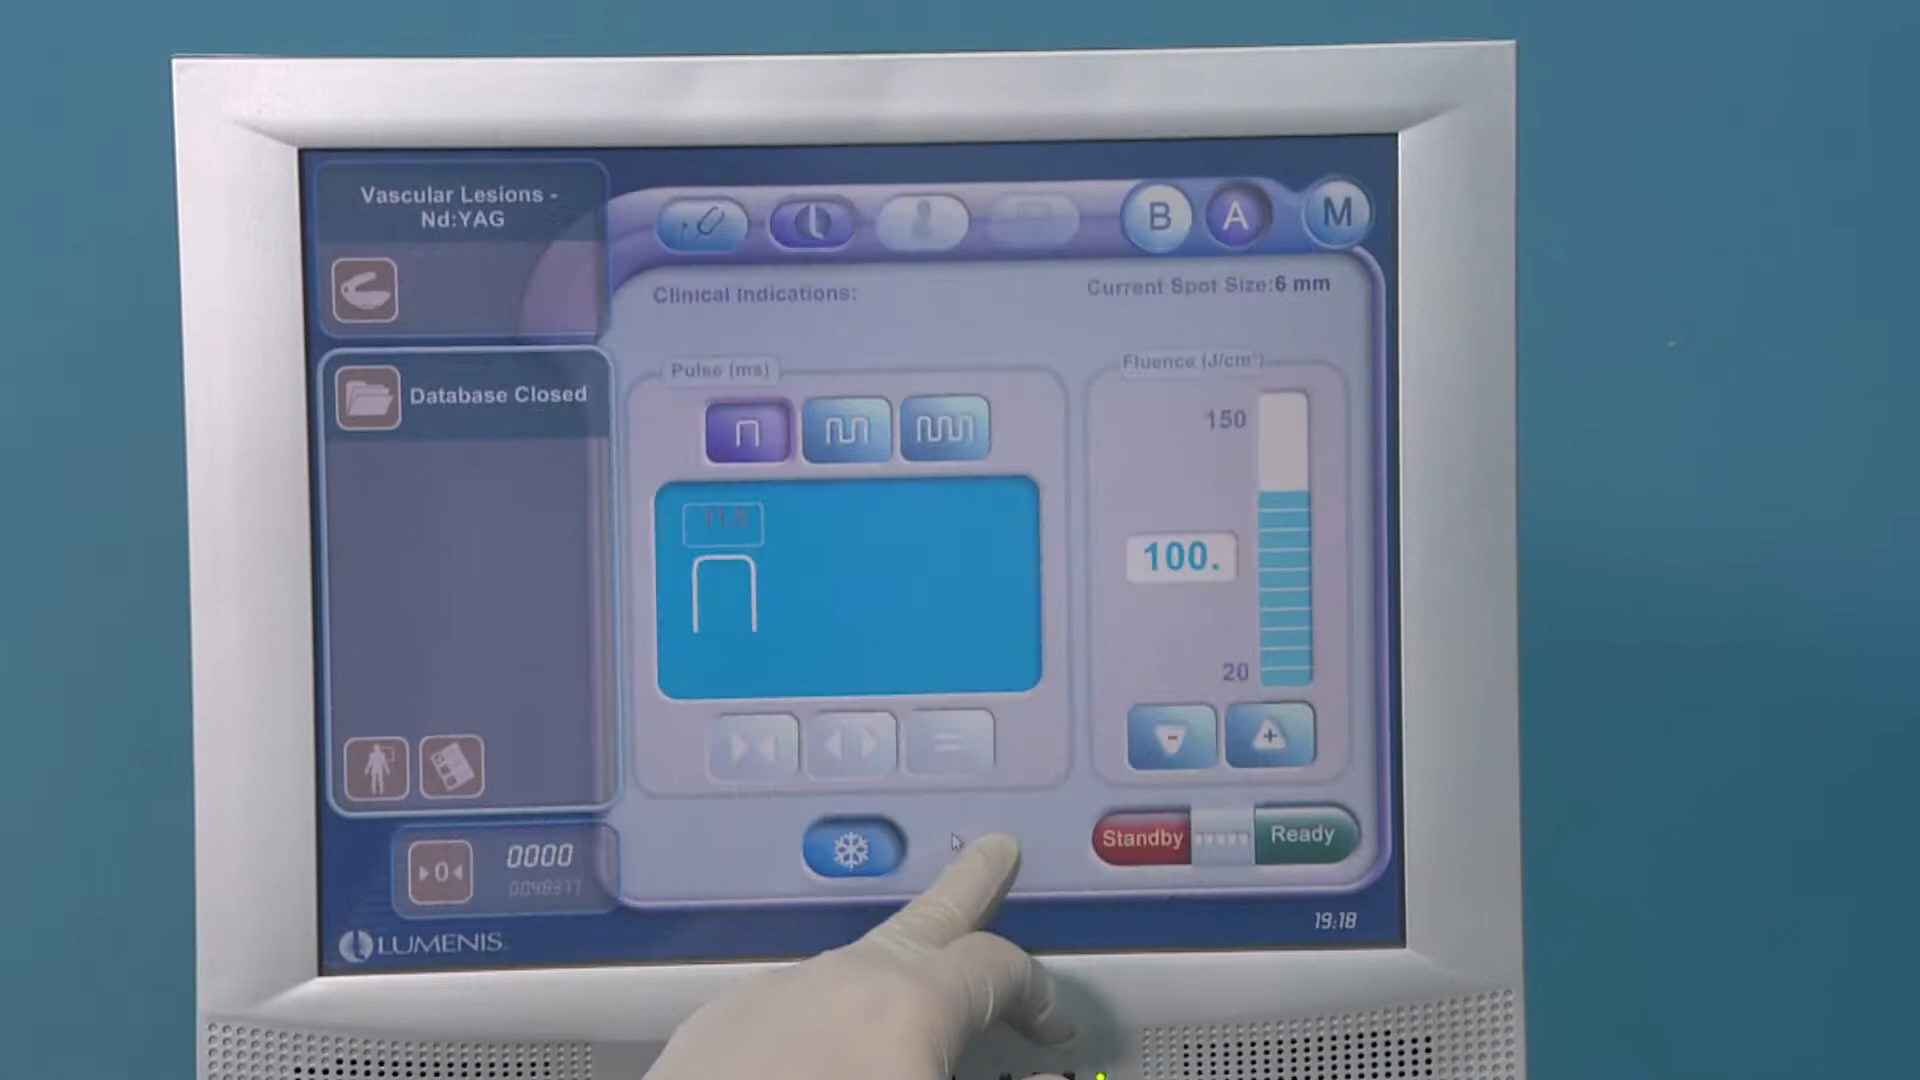 Vascular Lesions -
Nd:YAG
B A M
Clinical Indications:
Current Spot Size:6 mm
Database Closed
Pulse (ms)
Fluence (J/cm²)
150
100.
20
Standby
Ready
0
0000
LUMENIS
19:18